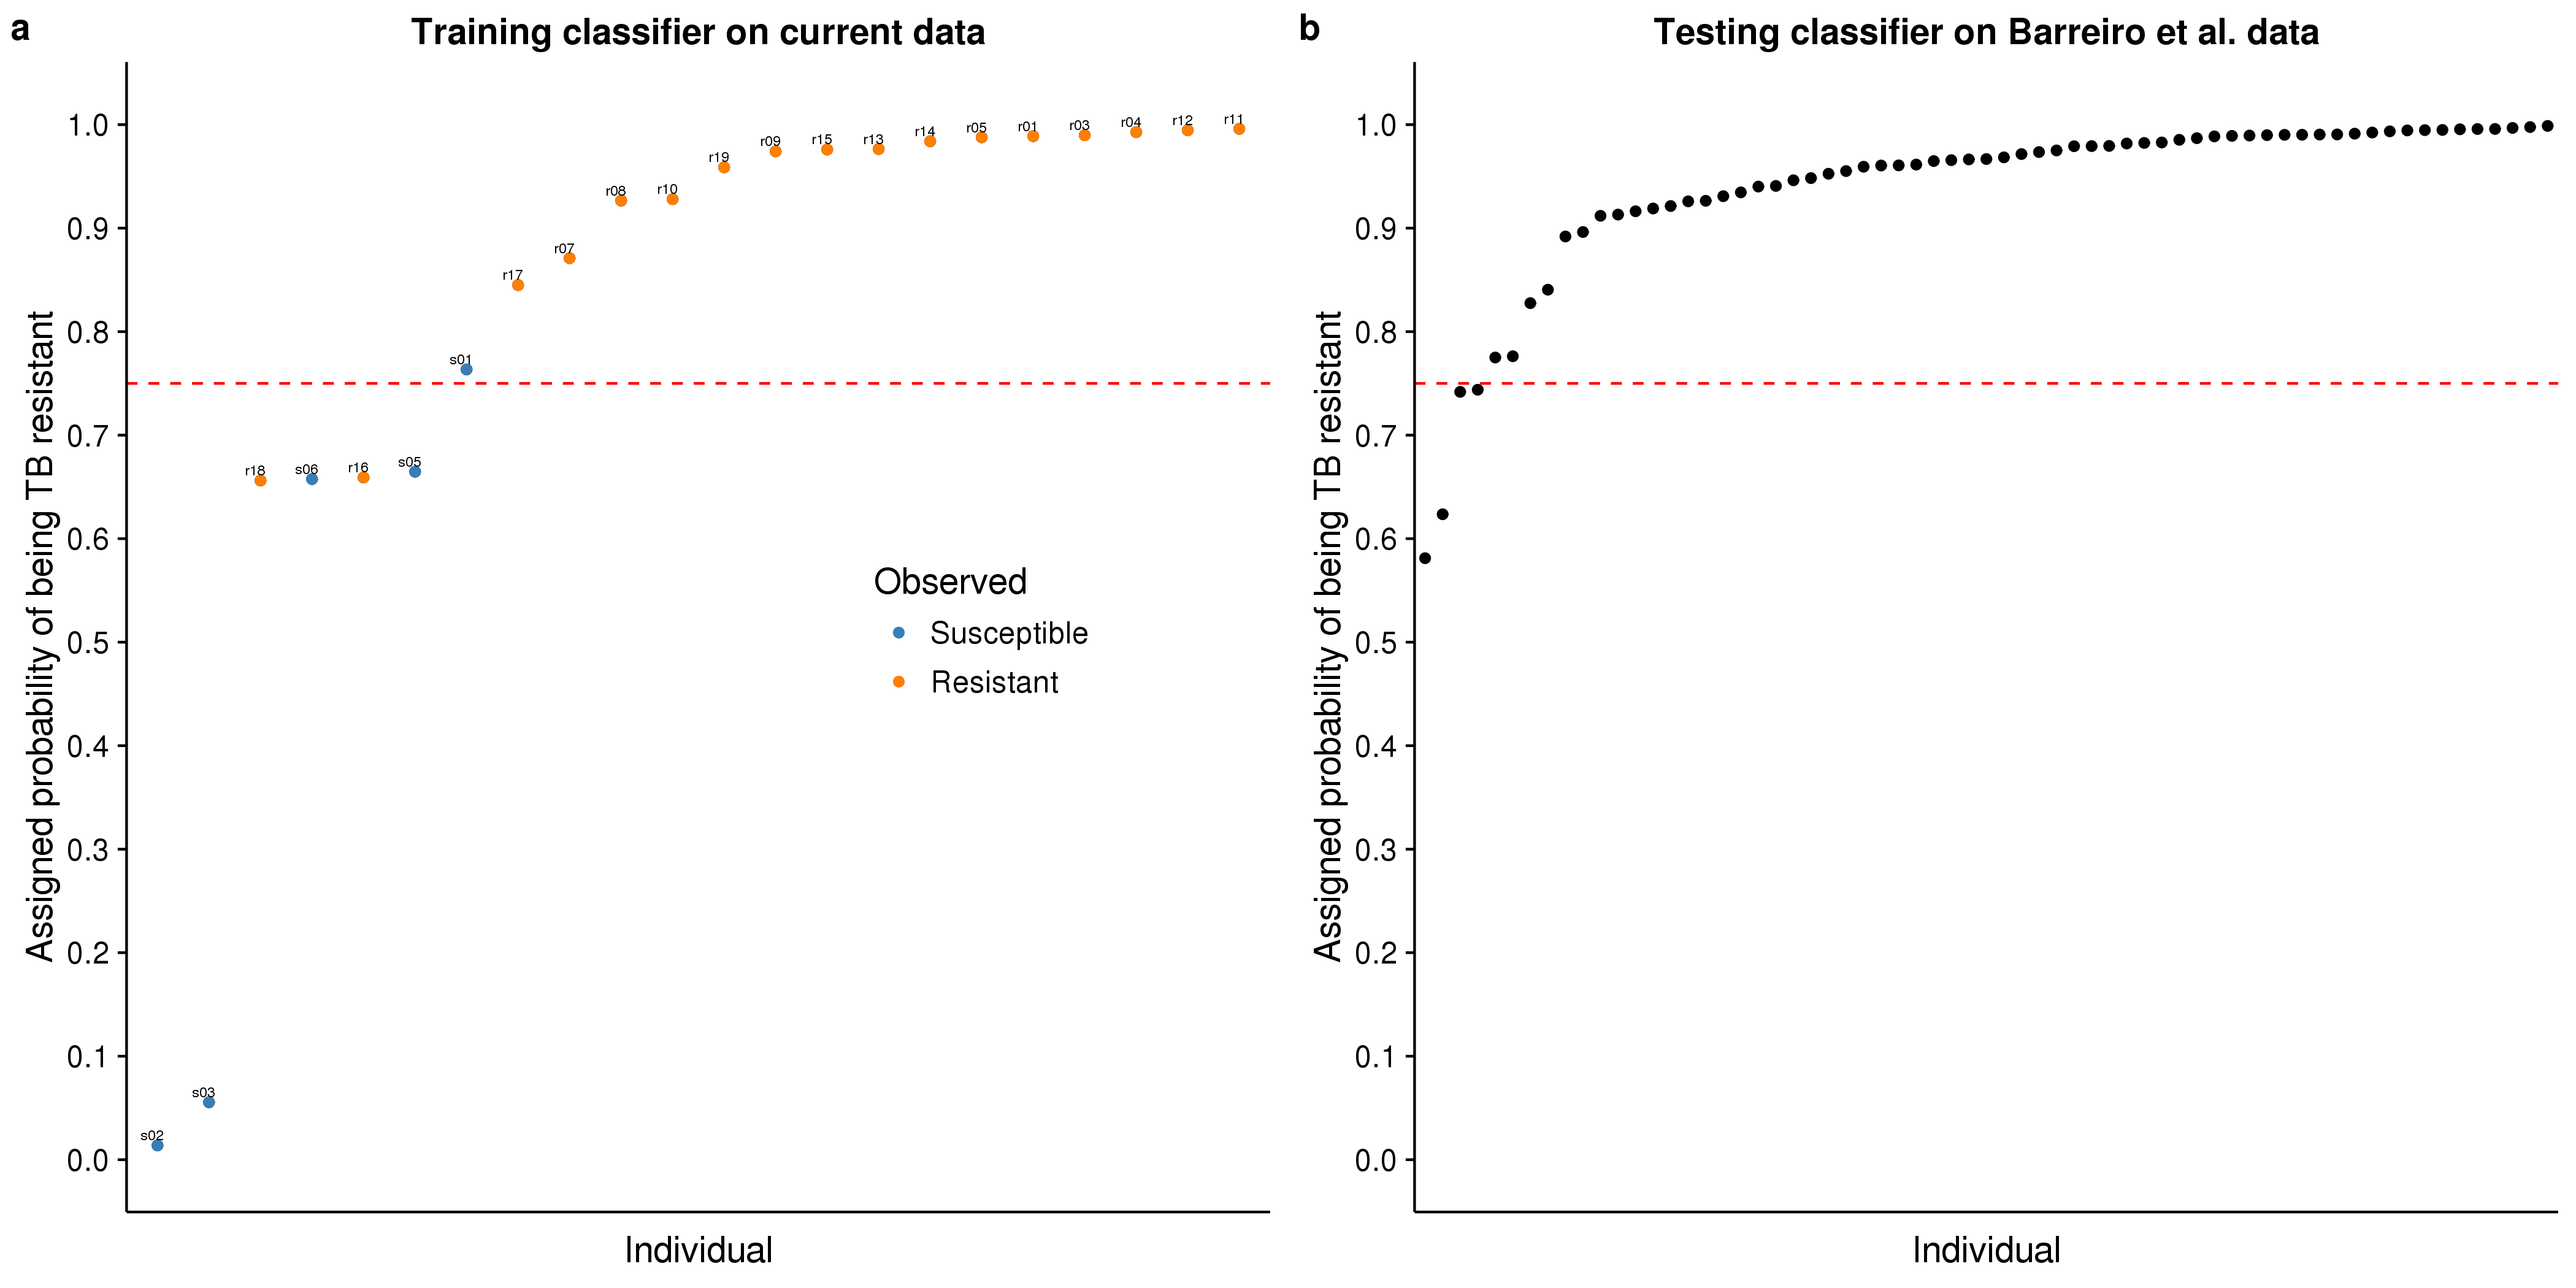 a
Training classifier on current data
Assigned probability of being TB resistant
1.0
0.9
0.8
0.7
0.6
0.5
0.4
0.3
0.2
0.1
0.0
s02
s03
r18
s06
r16
s05
s01
r17
r07
r08
r10
r19
r09
r15
r13
r14
r05
r01
r03
r04
r12
r11
Observed
Susceptible
Resistant
Individual
b
Testing classifier on Barreiro et al. data
Assigned probability of being TB resistant
1.0
0.9
0.8
0.7
0.6
0.5
0.4
0.3
0.2
0.1
0.0
Individual